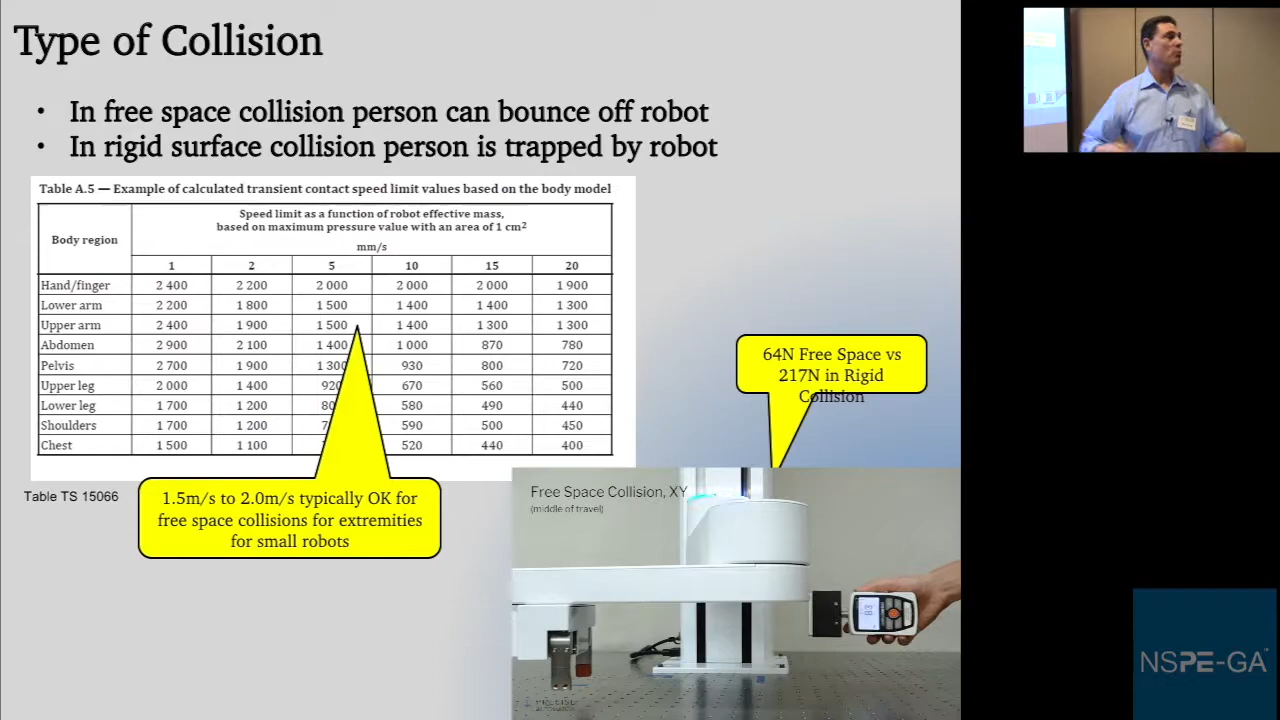 Type of Collision
• In free space collision person can bounce off robot
• In rigid surface collision person is trapped by robot
Table A.5 — Example of calculated transient contact speed limit values based on the body model
Body region
Speed limit as a function of robot effective mass,
based on maximum pressure value with an area of 1 cm²
mm/s
1 2 5 10 15 20
Hand/finger 2 400 2 200 2 000 2 000 2 000 1 900
Lower arm 2 200 1 800 1 500 1 400 1 400 1 300
Upper arm 2 400 1 900 1 500 1 400 1 300 1 300
Abdomen 2 900 2 100 1 400 1 000 870 780
Pelvis 2 700 1 900 1 300 930 800 720
Upper leg 2 000 1 400 920 670 560 500
Lower leg 1 700 1 200 580 490 440
Shoulders 1 700 1 200 590 500 450
Chest 1 500 1 100 520 440 400
Table TS 15066
1.5m/s to 2.0m/s typically OK for
free space collisions for extremities
for small robots
64N Free Space vs
217N in Rigid
Collision
Free Space Collision, XY
(middle of travel)
PRECISE
NSPE-GA